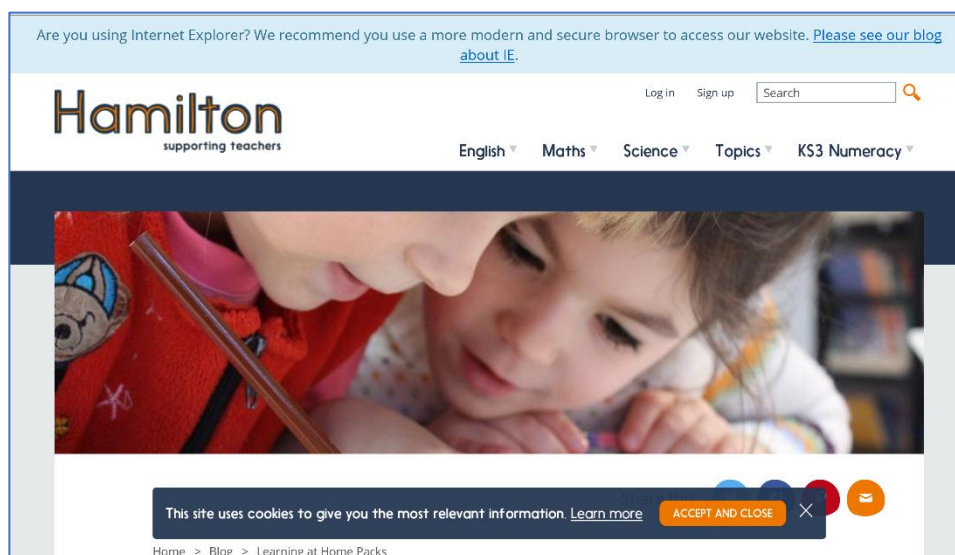 Are you using Internet Explorer? We recommend you use a more modern and secure browser to access our website. Please see our blog
about IE.
Log in Sign up Search
Hamilton
supporting teachers
English Maths Science Topics KS3 Numeracy
This site uses cookies to give you the most relevant information. Learn more ACCEPT AND CLOSE
Home > Blog > Learning at Home Packs